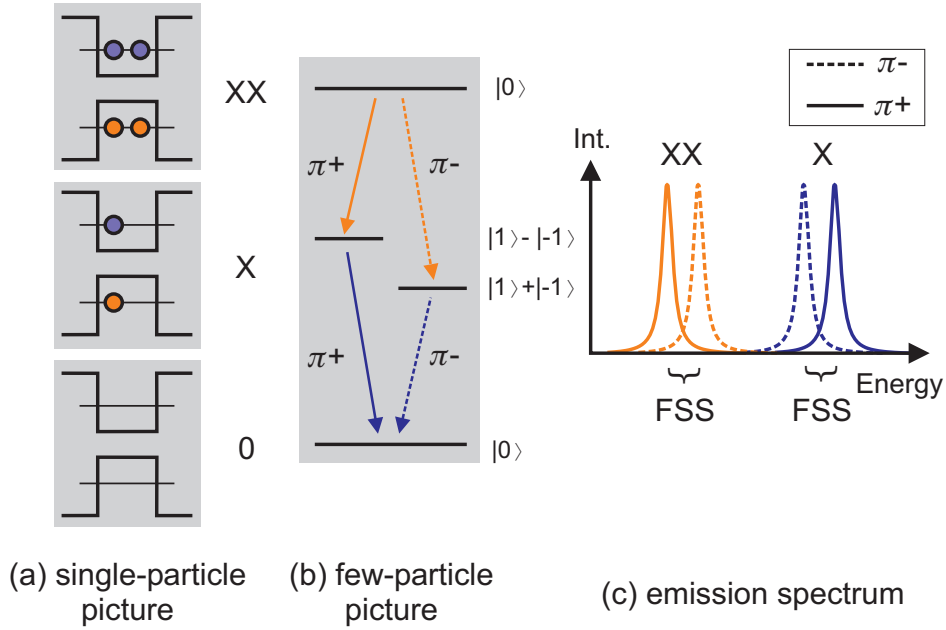 XX
X
0
(a) single-particle
picture
|0⟩
π+
π-
|1⟩-|-1⟩
|1⟩+|-1⟩
π+
π-
|0⟩
(b) few-particle
picture
π-
π+
Int.
XX
X
Energy
FSS
FSS
(c) emission spectrum